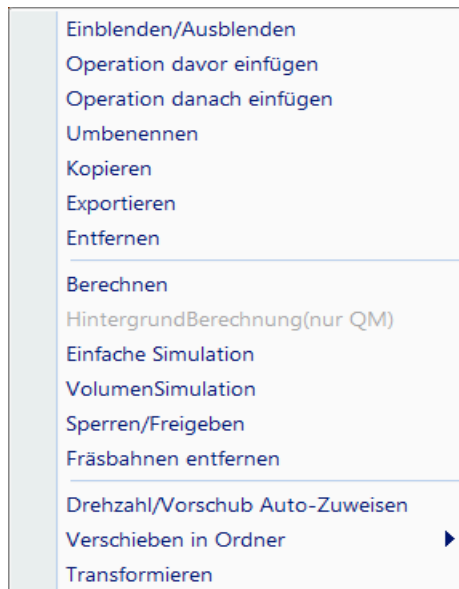 Einblenden/Ausblenden
Operation davor einfügen
Operation danach einfügen
Umbenennen
Kopieren
Exportieren
Entfernen
Berechnen
HintergrundBerechnung(nur QM)
Einfache Simulation
VolumenSimulation
Sperren/Freigeben
Fräsbahnen entfernen
Drehzahl/Vorschub Auto-Zuweisen
Verschieben in Ordner
Transformieren